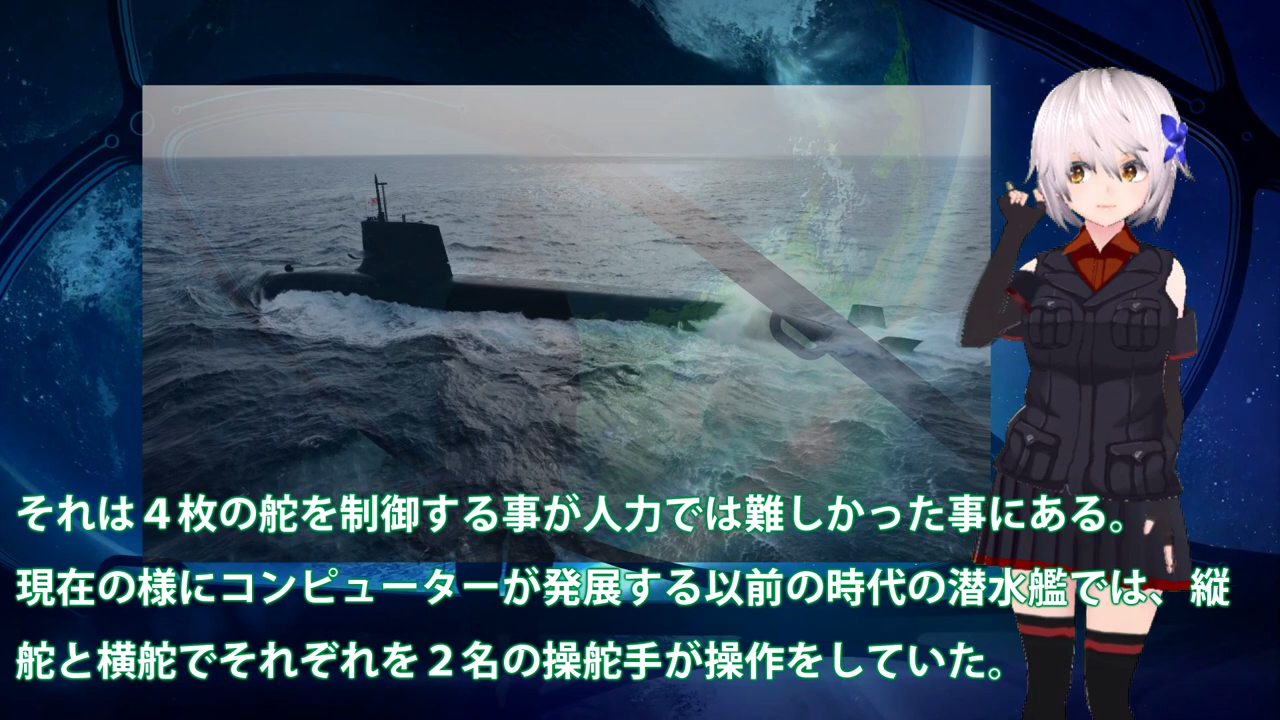 それは４枚の舵を制御する事が人力では難しかった事にある。
現在の様にコンピューターが発展する以前の時代の潜水艦では、縦
舵と横舵でそれぞれを２名の操舵手が操作をしていた。